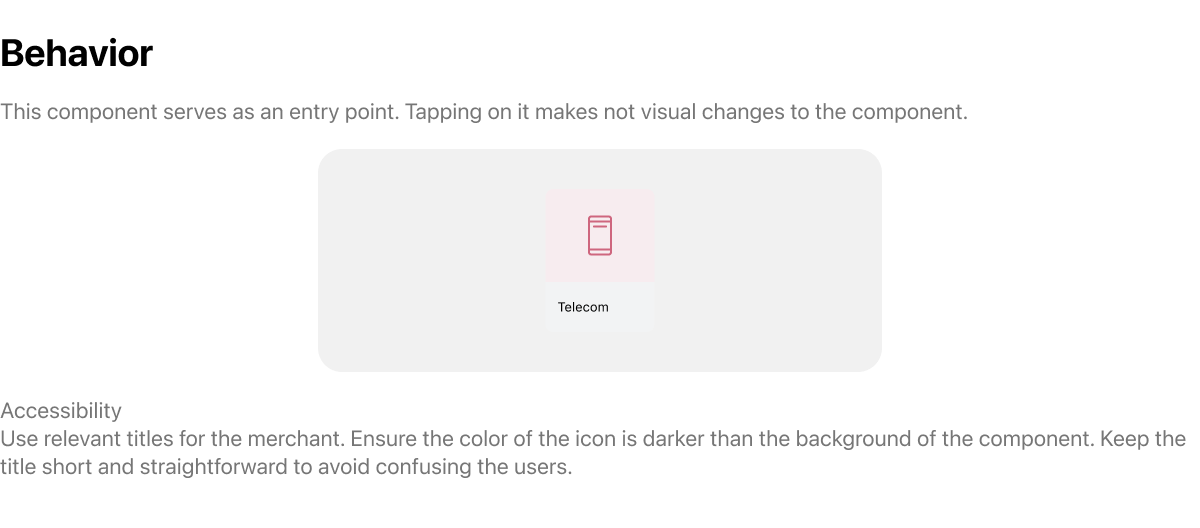 Behavior
This component serves as an entry point. Tapping on it makes not visual changes to the component.
Telecom
Accessibility
Use relevant titles for the merchant. Ensure the color of the icon is darker than the background of the component. Keep the
title short and straightforward to avoid confusing the users.